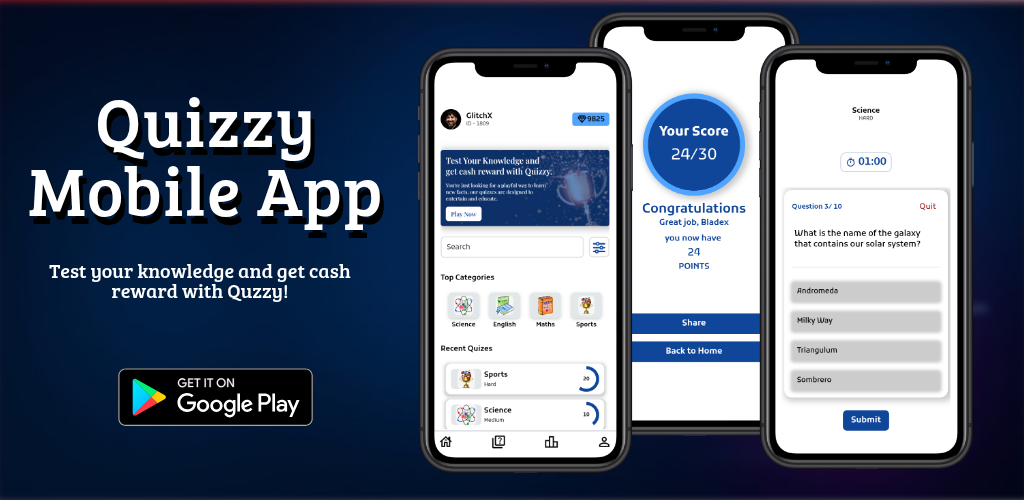 Quizzy
Mobile App
Test your knowledge and get cash
reward with Quzzy!
GET IT ON
Google Play
GlitchX
ID - 1809
9825
Test Your Knowledge and
get cash reward with Quizzy.
You're just looking for a playful way to learn
new facts, our quizzes are designed to
entertain and educate.
Play Now
Search
Top Categories
Science English Maths Sports
Recent Quizes
Sports
Hard
20
Science
Medium
10
Your Score
24/30
Congratulations
Great job, Bladex
you now have
24
POINTS
Share
Back to Home
Science
HARD
01:00
Question 3/ 10 Quit
What is the name of the galaxy
that contains our solar system?
Andromeda
Milky Way
Triangulum
Sombrero
Submit